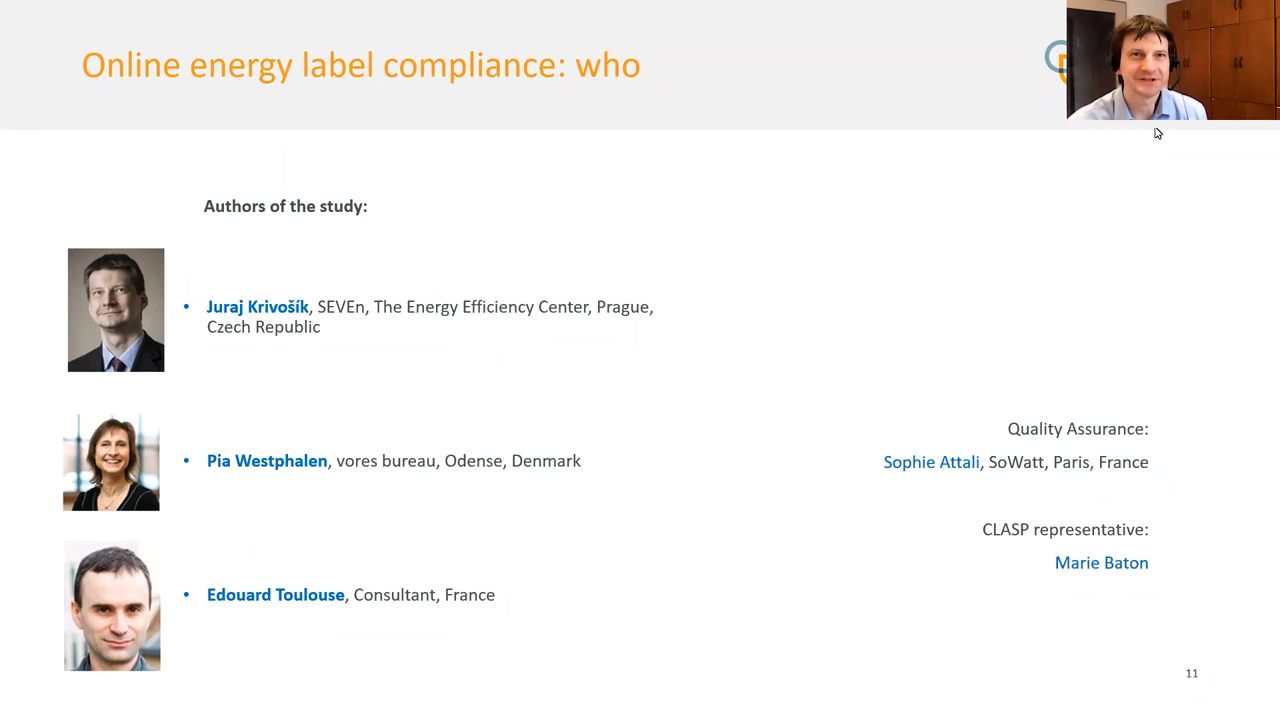 Online energy label compliance: who
Authors of the study:
• Juraj Krivošík, SEVEn, The Energy Efficiency Center, Prague,
Czech Republic
• Pia Westphalen, vores bureau, Odense, Denmark
• Edouard Toulouse, Consultant, France
Quality Assurance:
Sophie Attali, SoWatt, Paris, France
CLASP representative:
Marie Baton
11